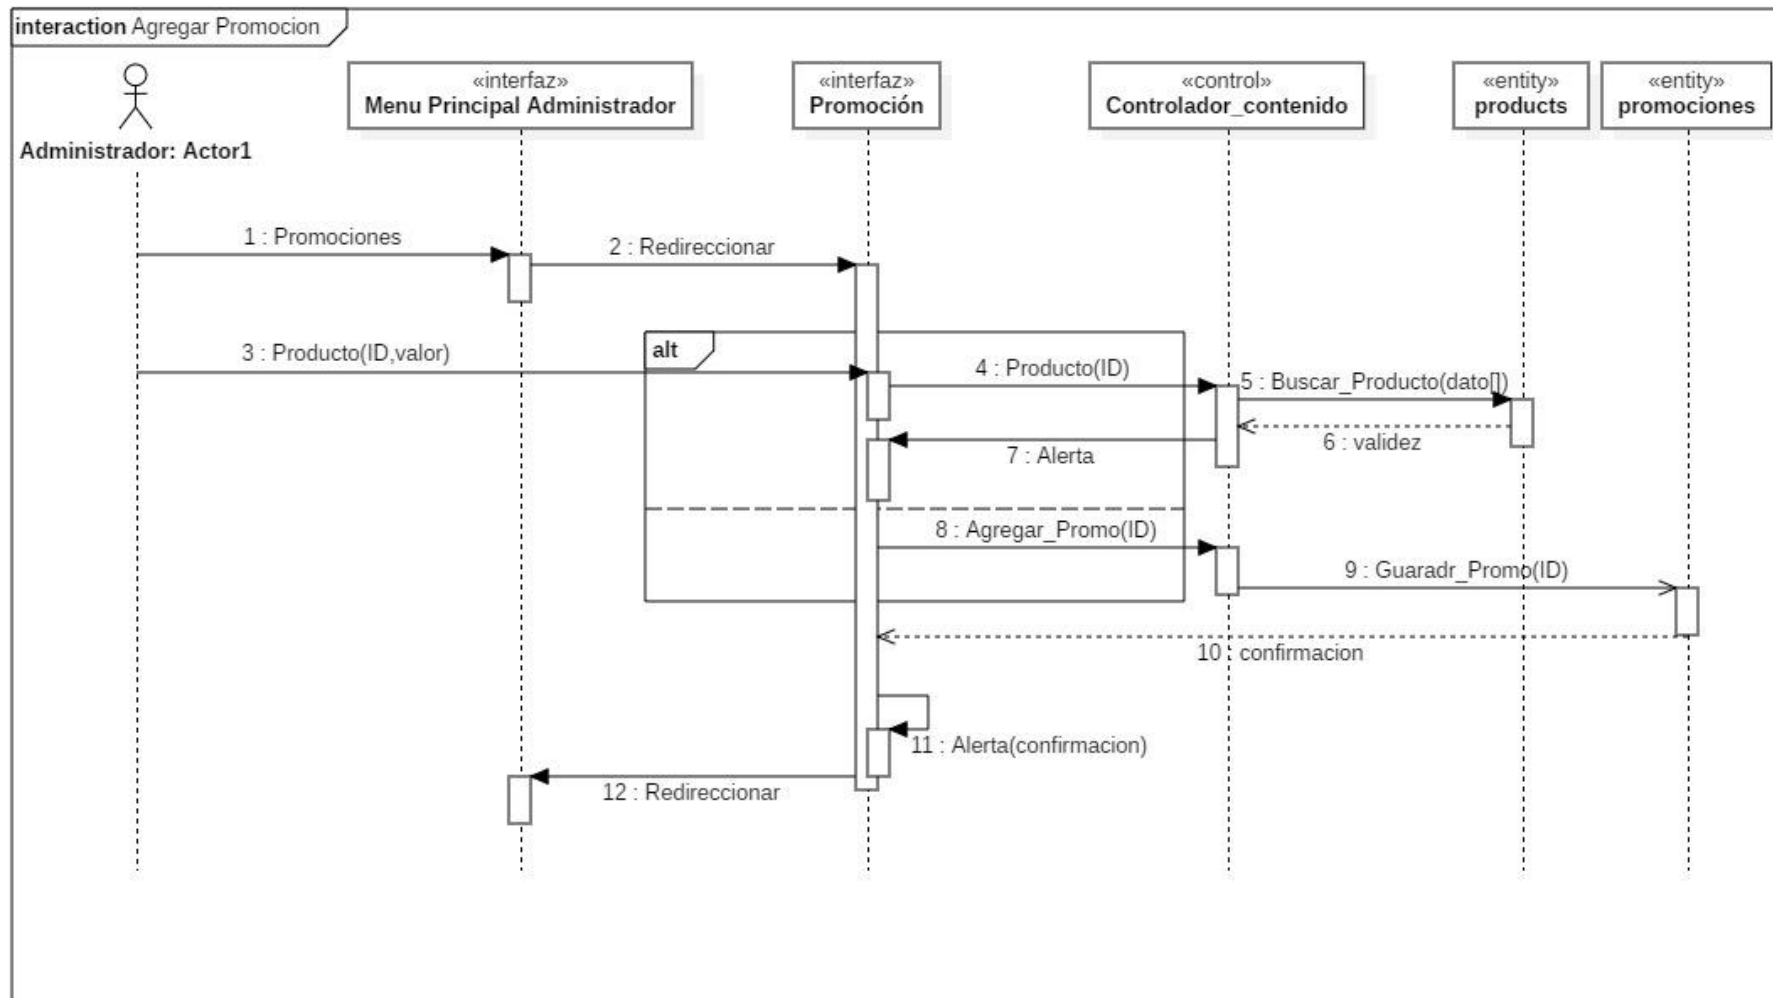 interaction Agregar Promocion
«interfaz»
Menu Principal Administrador
«interfaz»
Promoción
«control»
Controlador_contenido
«entity»
products
«entity»
promociones
Administrador: Actor1
1 : Promociones
2 : Redireccionar
alt
3 : Producto(ID,valor)
4 : Producto(ID)
5 : Buscar_Producto(dato[])
6 : validez
7 : Alerta
8 : Agregar_Promo(ID)
9 : Guaradr_Promo(ID)
10 : confirmacion
11 : Alerta(confirmacion)
12 : Redireccionar